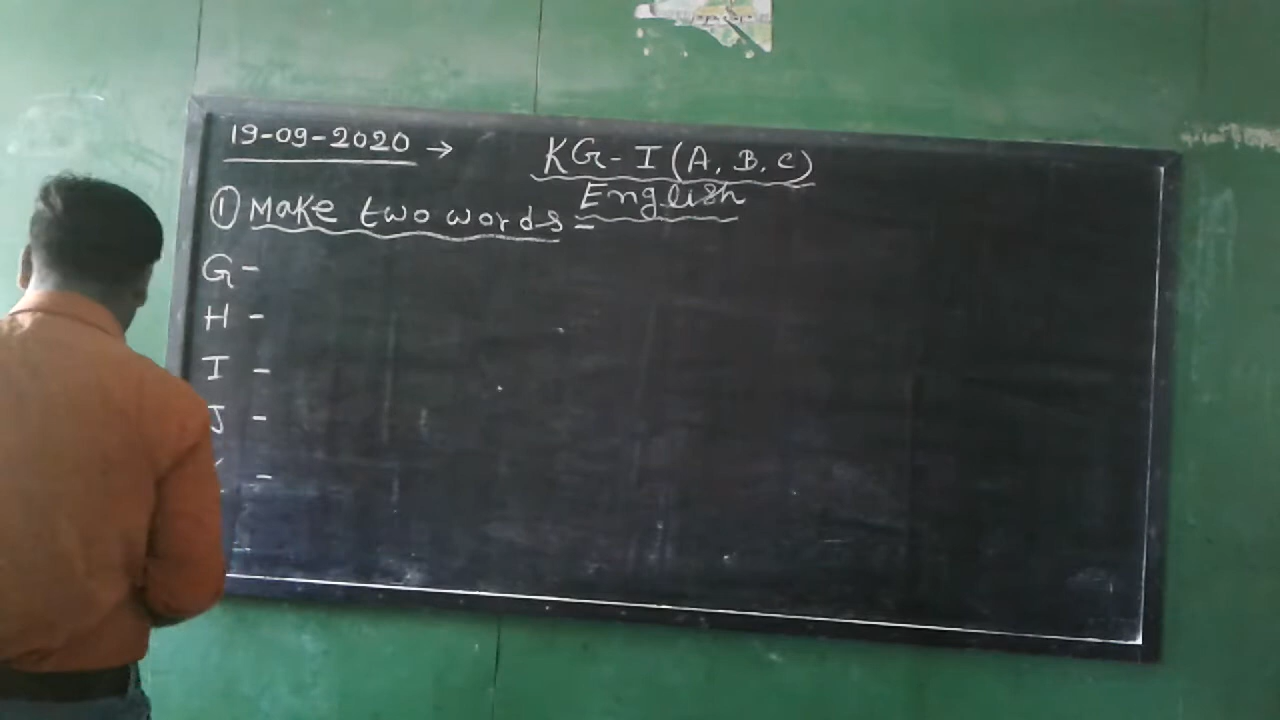 19-09-2020 → KG-I (A, B, C)
English
① Make two words =
G -
H -
I -
J -
-